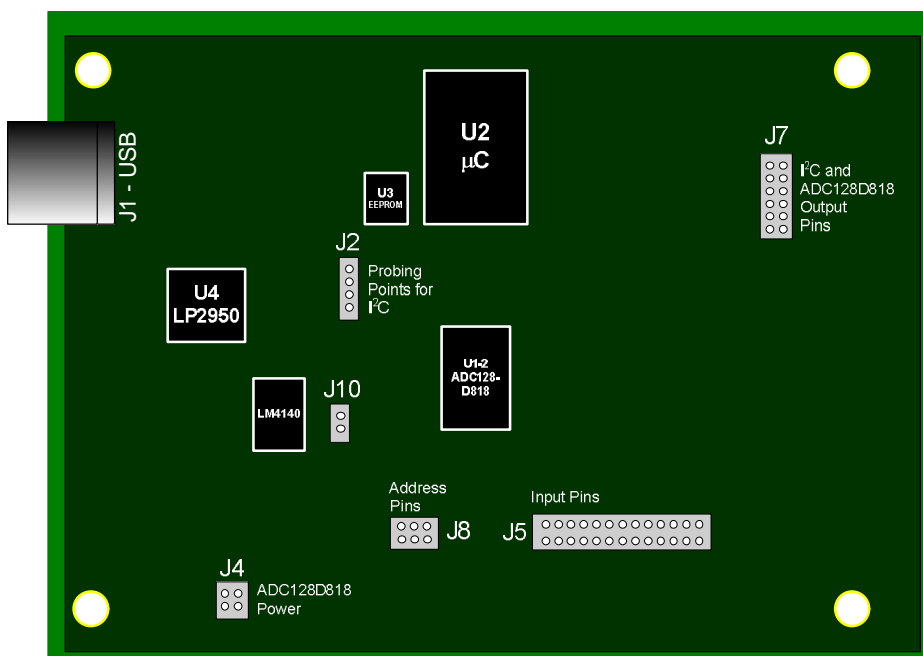 J1 - USB
U2
µC
U3
EEPROM
J7
I²C and
ADC128D818
Output
Pins
J2
Probing
Points for
I²C
U4
LP2950
U1-2
ADC128-
D818
J10
LM4140
Address
Pins
J8
Input Pins
J5
J4
ADC128D818
Power